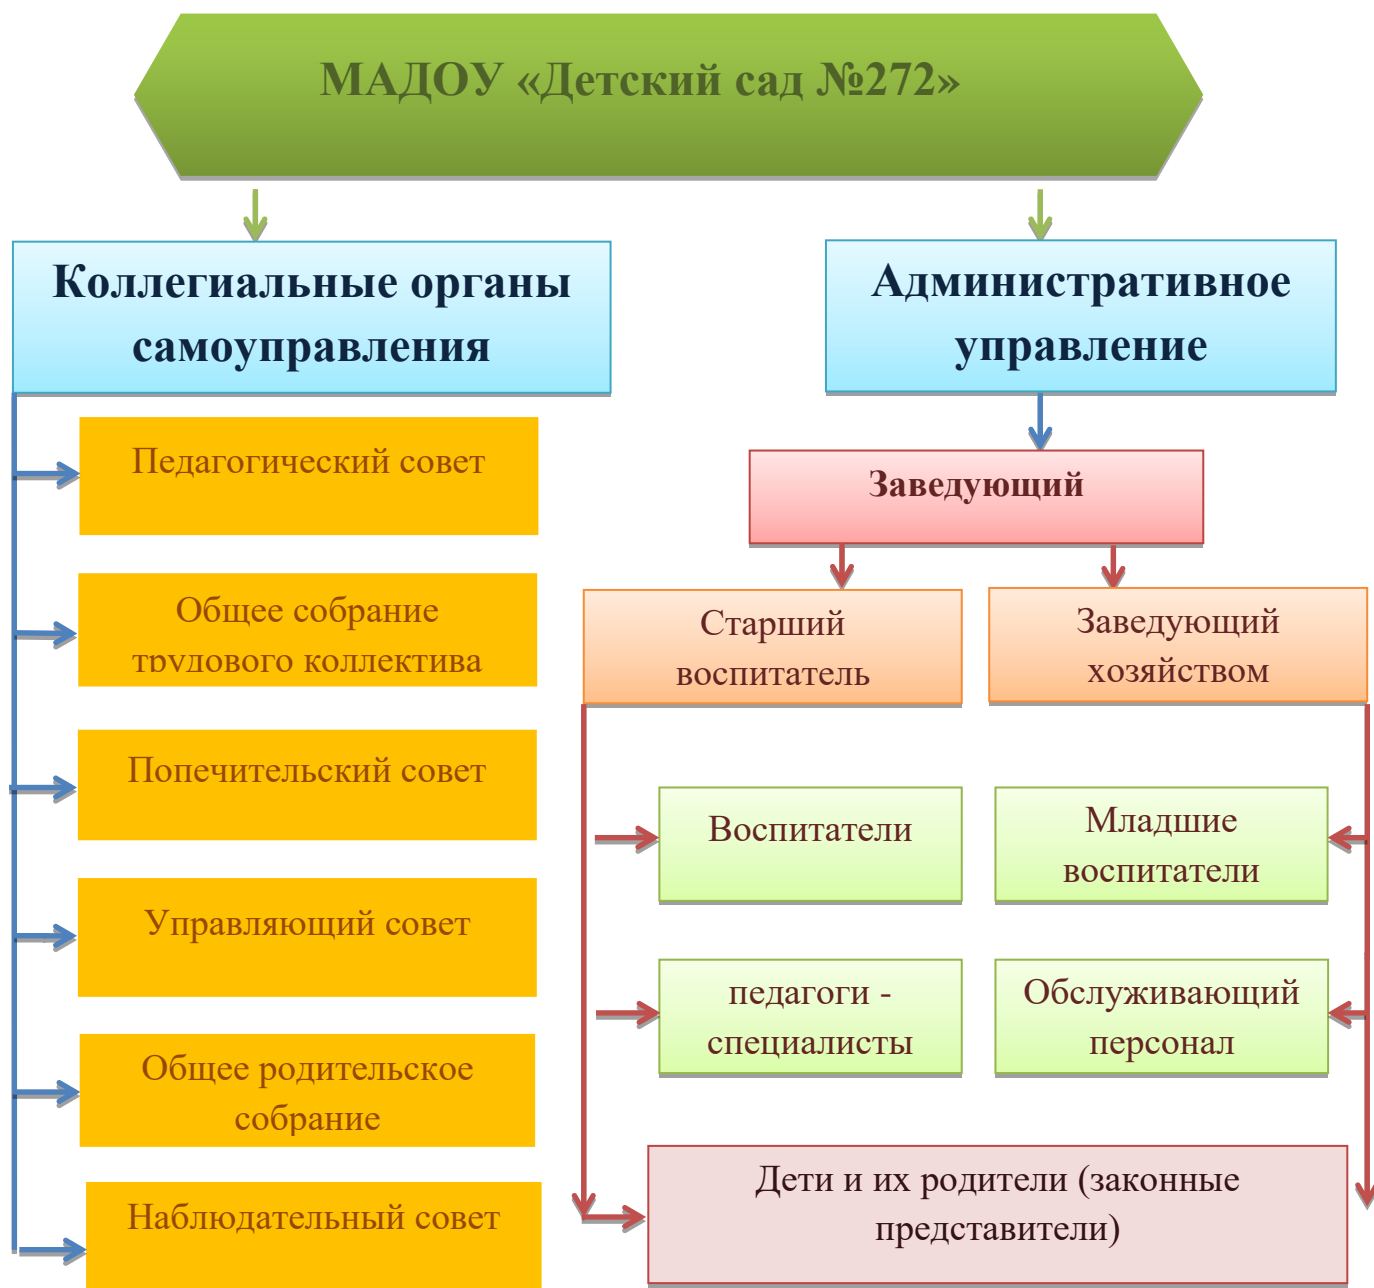 МАДОУ «Детский сад №272»
Коллегиальные органы
самоуправления
Педагогический совет
Общее собрание
трудового коллектива
Попечительский совет
Управляющий совет
Общее родительское
собрание
Наблюдательный совет
Административное
управление
Заведующий
Старший
воспитатель
Заведующий
хозяйством
Воспитатели
Младшие
воспитатели
педагоги -
специалисты
Обслуживающий
персонал
Дети и их родители (законные
представители)